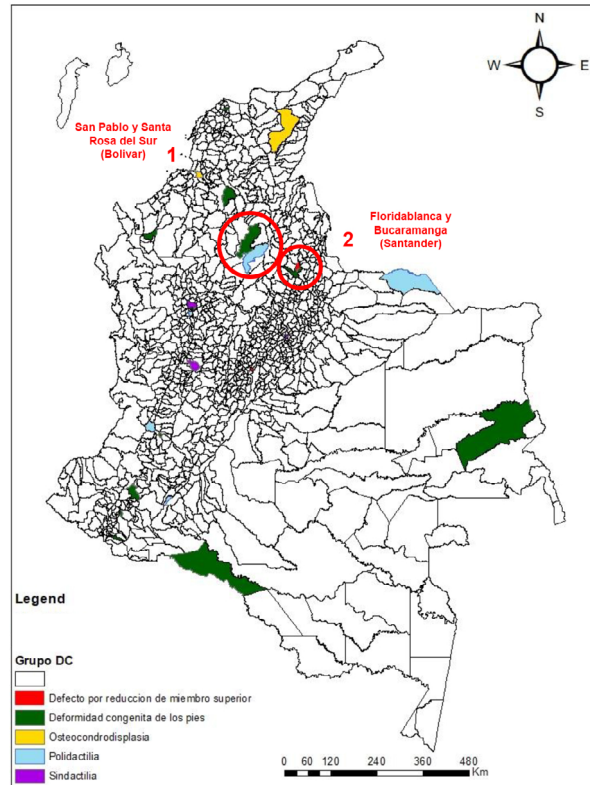 N
W
E
S
San Pablo y Santa
Rosa del Sur
(Bolivar)
1
Floridablanca y
Bucaramanga
(Santander)
2
Legend
Grupo DC
Defecto por reduccion de miembro superior
Deformidad congenita de los pies
Osteocondrodisplasia
Polidactilia
Sindactilia
0 30 60 120 240 360 480
Km